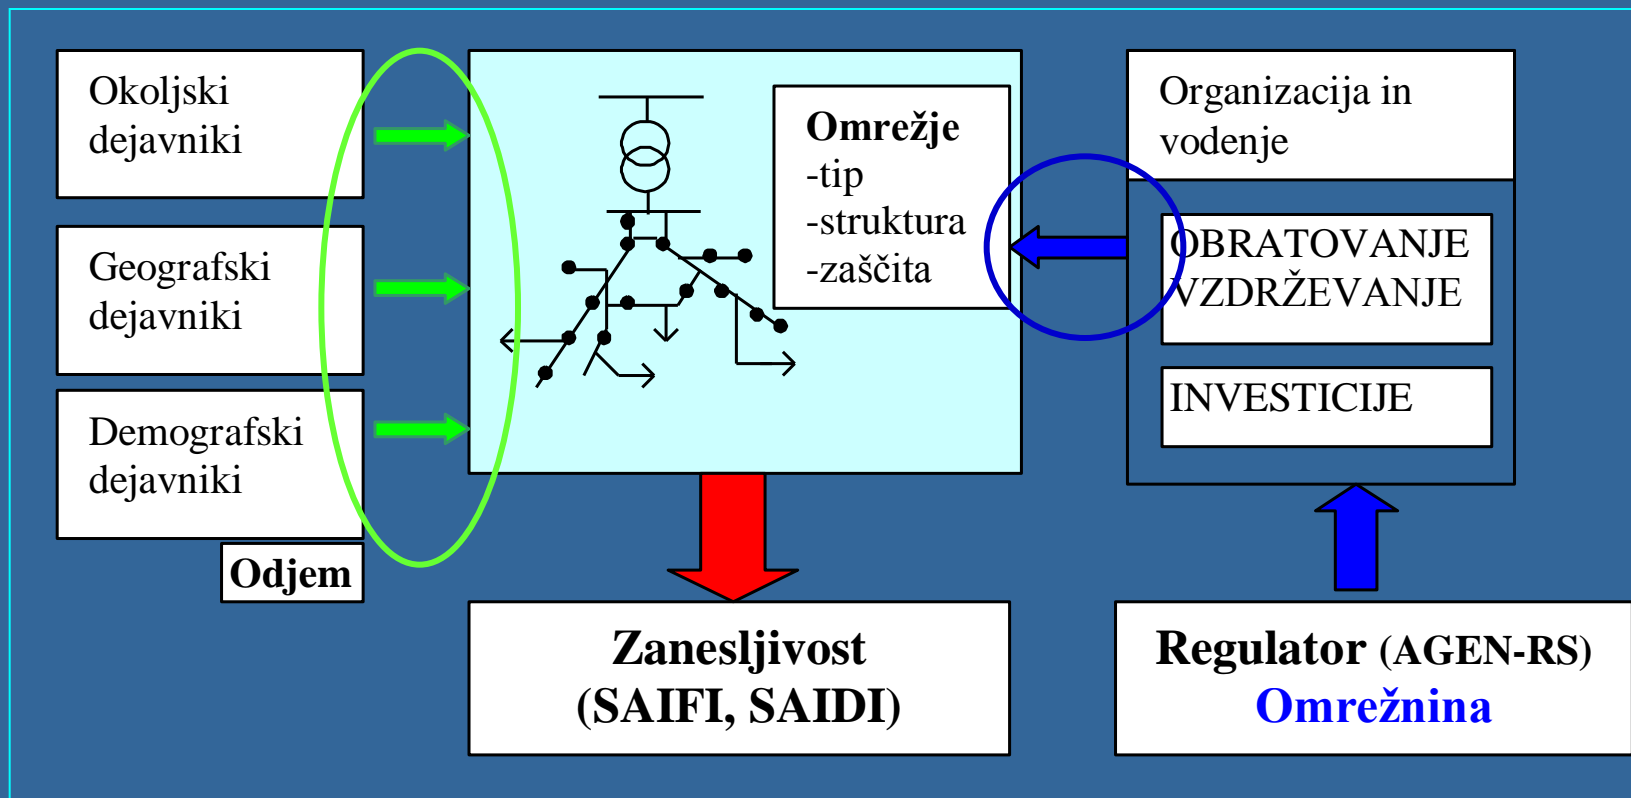 Okoljski
dejavniki
Geografski
dejavniki
Demografski
dejavniki
Odjem
Omrežje
-tip
-struktura
-zaščita
Organizacija in
vodenje
OBRATOVANJE
VZDRŽEVANJE
INVESTICIJE
Zanesljivost
(SAIFI, SAIDI)
Regulator (AGEN-RS)
Omrežnina